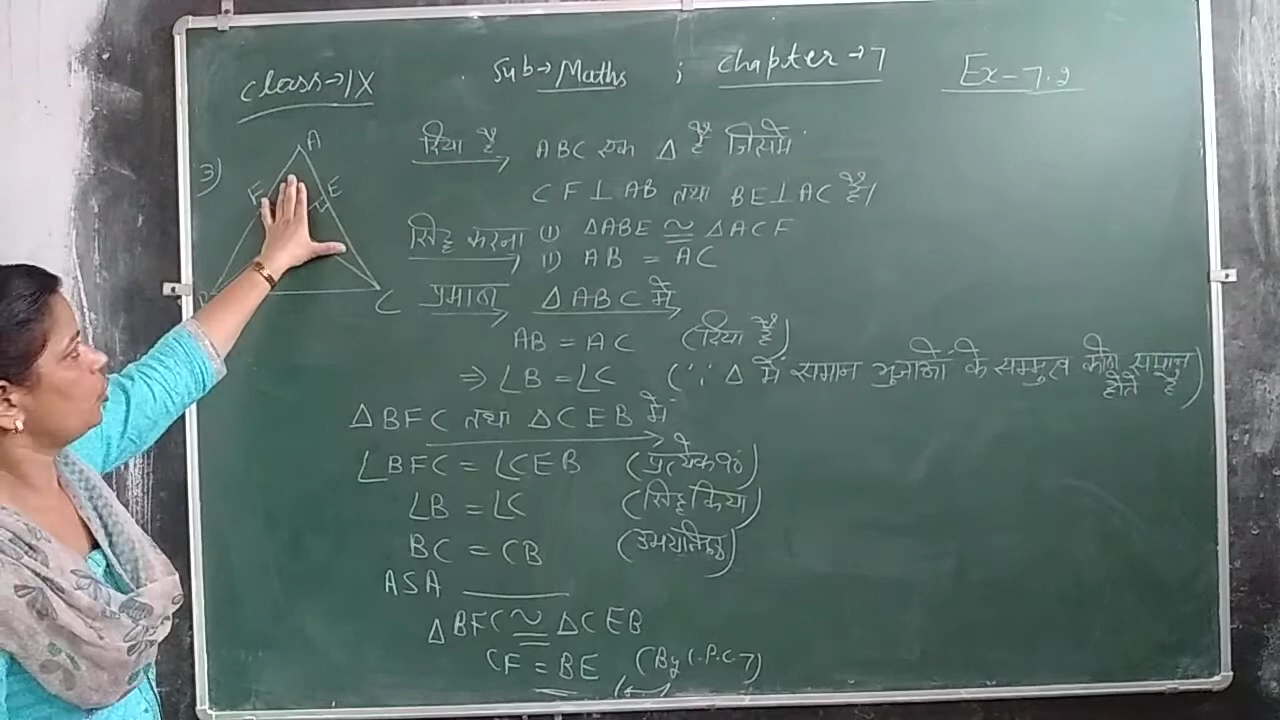 class→IX Sub→Maths ; Chapter→7 Ex-7.2
3)
A
F E
C
दिया है ABC एक Δ है जिसमें
CF⊥AB तथा BE⊥AC है।
सिद्ध करना (i) ΔABE ≅ ΔACF
(ii) AB = AC
प्रमाण ΔABC में
AB = AC (दिया है)
⇒ ∠B = ∠C (∵ Δ में समान भुजाओं के सम्मुख कोण समान होते है)
ΔBFC तथा ΔCEB में
∠BFC = ∠CEB (प्रत्येक 90)
∠B = ∠C (सिद्ध किया)
BC = CB (उभयनिष्ठ)
ASA
ΔBFC ≅ ΔCEB
CF = BE (By C.P.C.T)